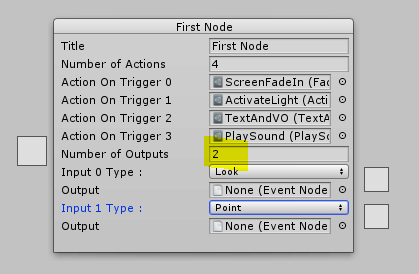 First Node
Title First Node
Number of Actions 4
Action On Trigger 0 ScreenFadeIn (Fac
Action On Trigger 1 ActivateLight (Acti
Action On Trigger 2 TextAndVO (TextA
Action On Trigger 3 PlaySound (PlaySo
Number of Outputs 2
Input 0 Type : Look
Output None (Event Node
Input 1 Type : Point
Output None (Event Node